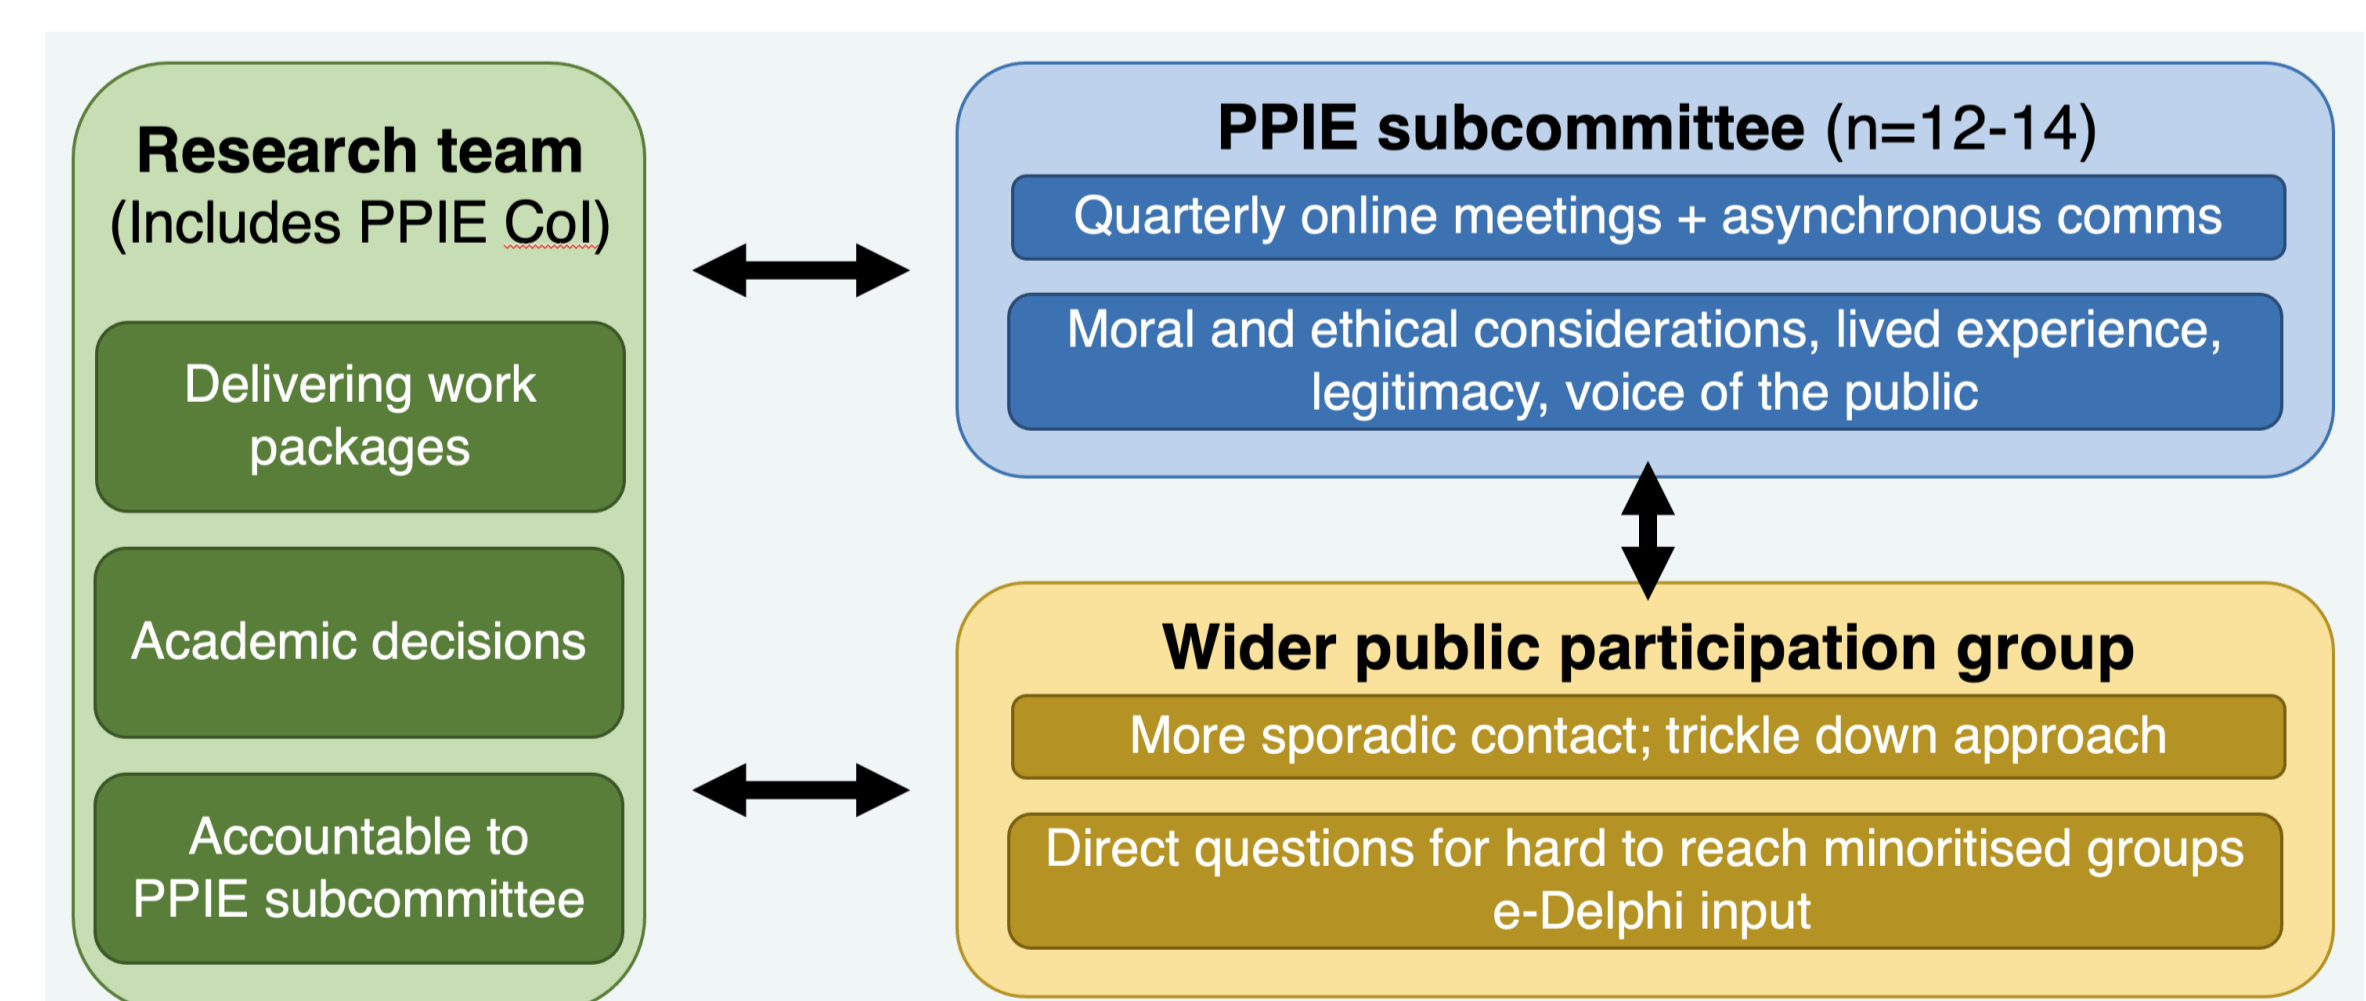 Research team
(Includes PPIE CoI)
Delivering work
packages
Academic decisions
Accountable to
PPIE subcommittee
PPIE subcommittee (n=12-14)
Quarterly online meetings + asynchronous comms
Moral and ethical considerations, lived experience,
legitimacy, voice of the public
Wider public participation group
More sporadic contact; trickle down approach
Direct questions for hard to reach minoritised groups
e-Delphi input